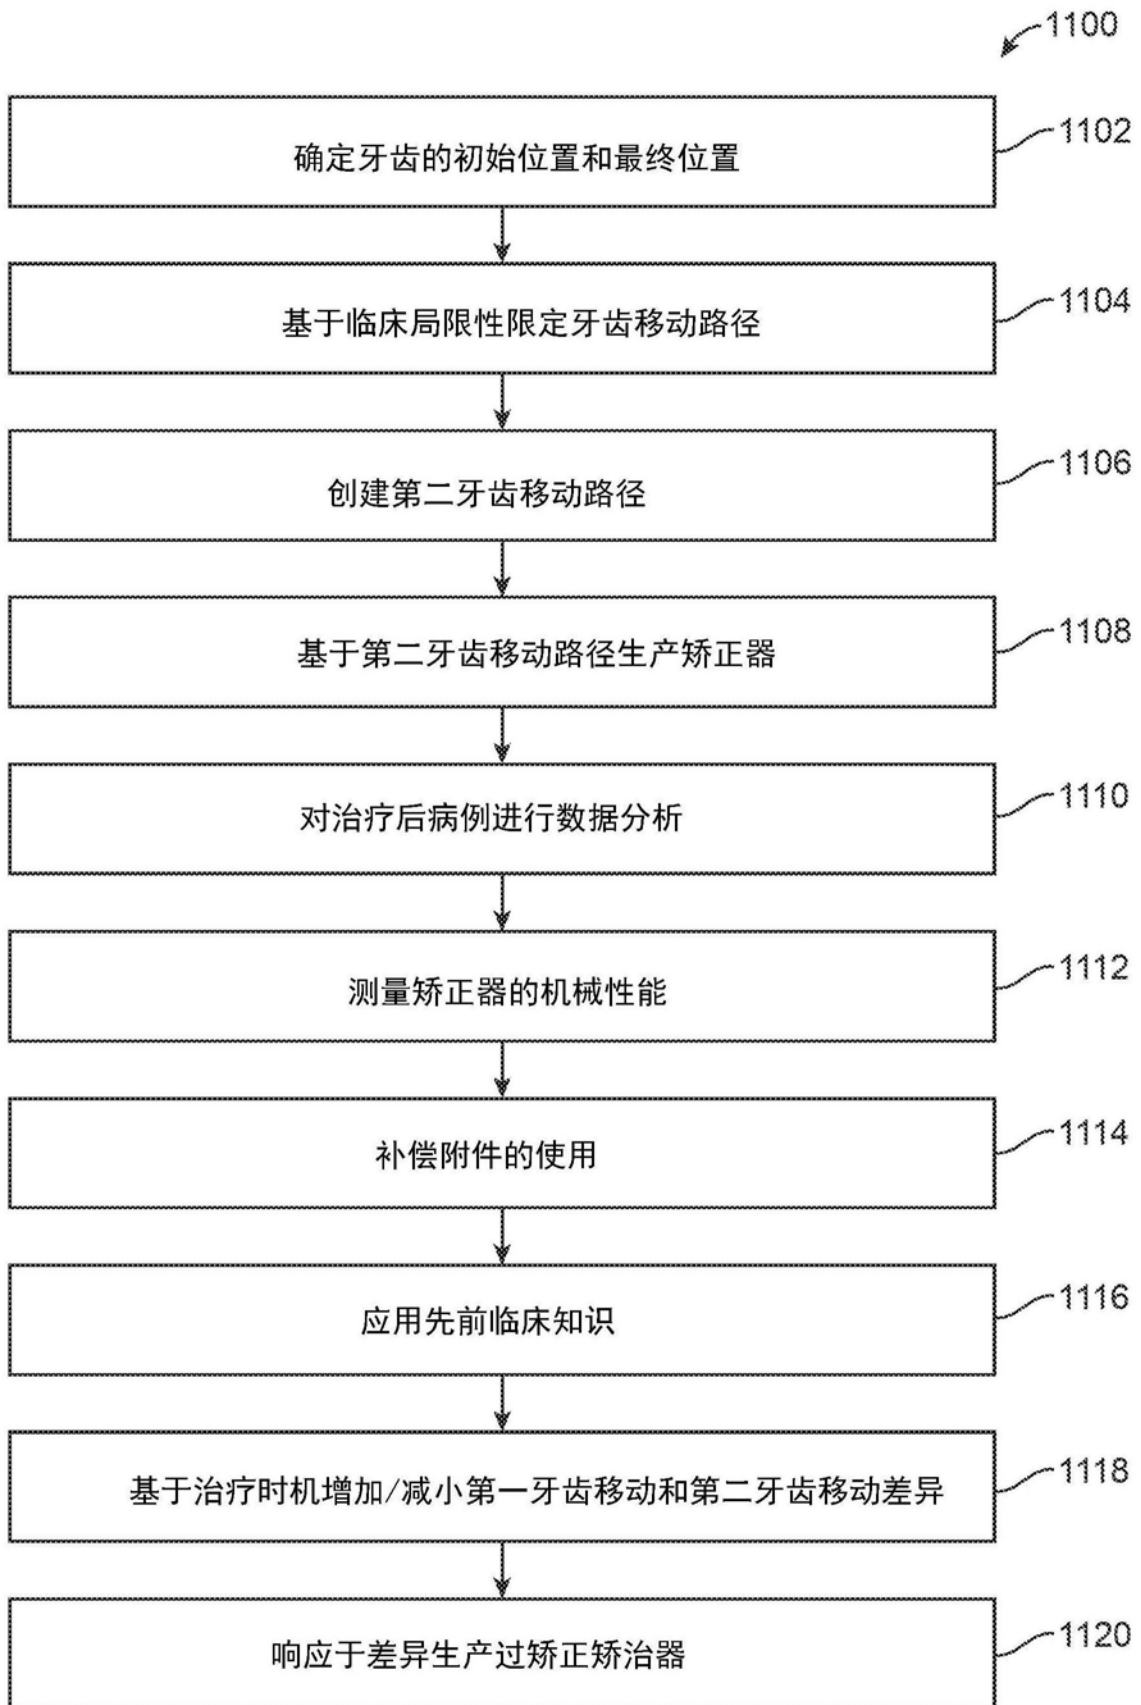 1100
确定牙齿的初始位置和最终位置
1102
基于临床局限性限定牙齿移动路径
1104
创建第二牙齿移动路径
1106
基于第二牙齿移动路径生产矫正器
1108
对治疗后病例进行数据分析
1110
测量矫正器的机械性能
1112
补偿附件的使用
1114
应用先前临床知识
1116
基于治疗时机增加/减小第一牙齿移动和第二牙齿移动差异
1118
响应于差异生产过矫正矫治器
1120